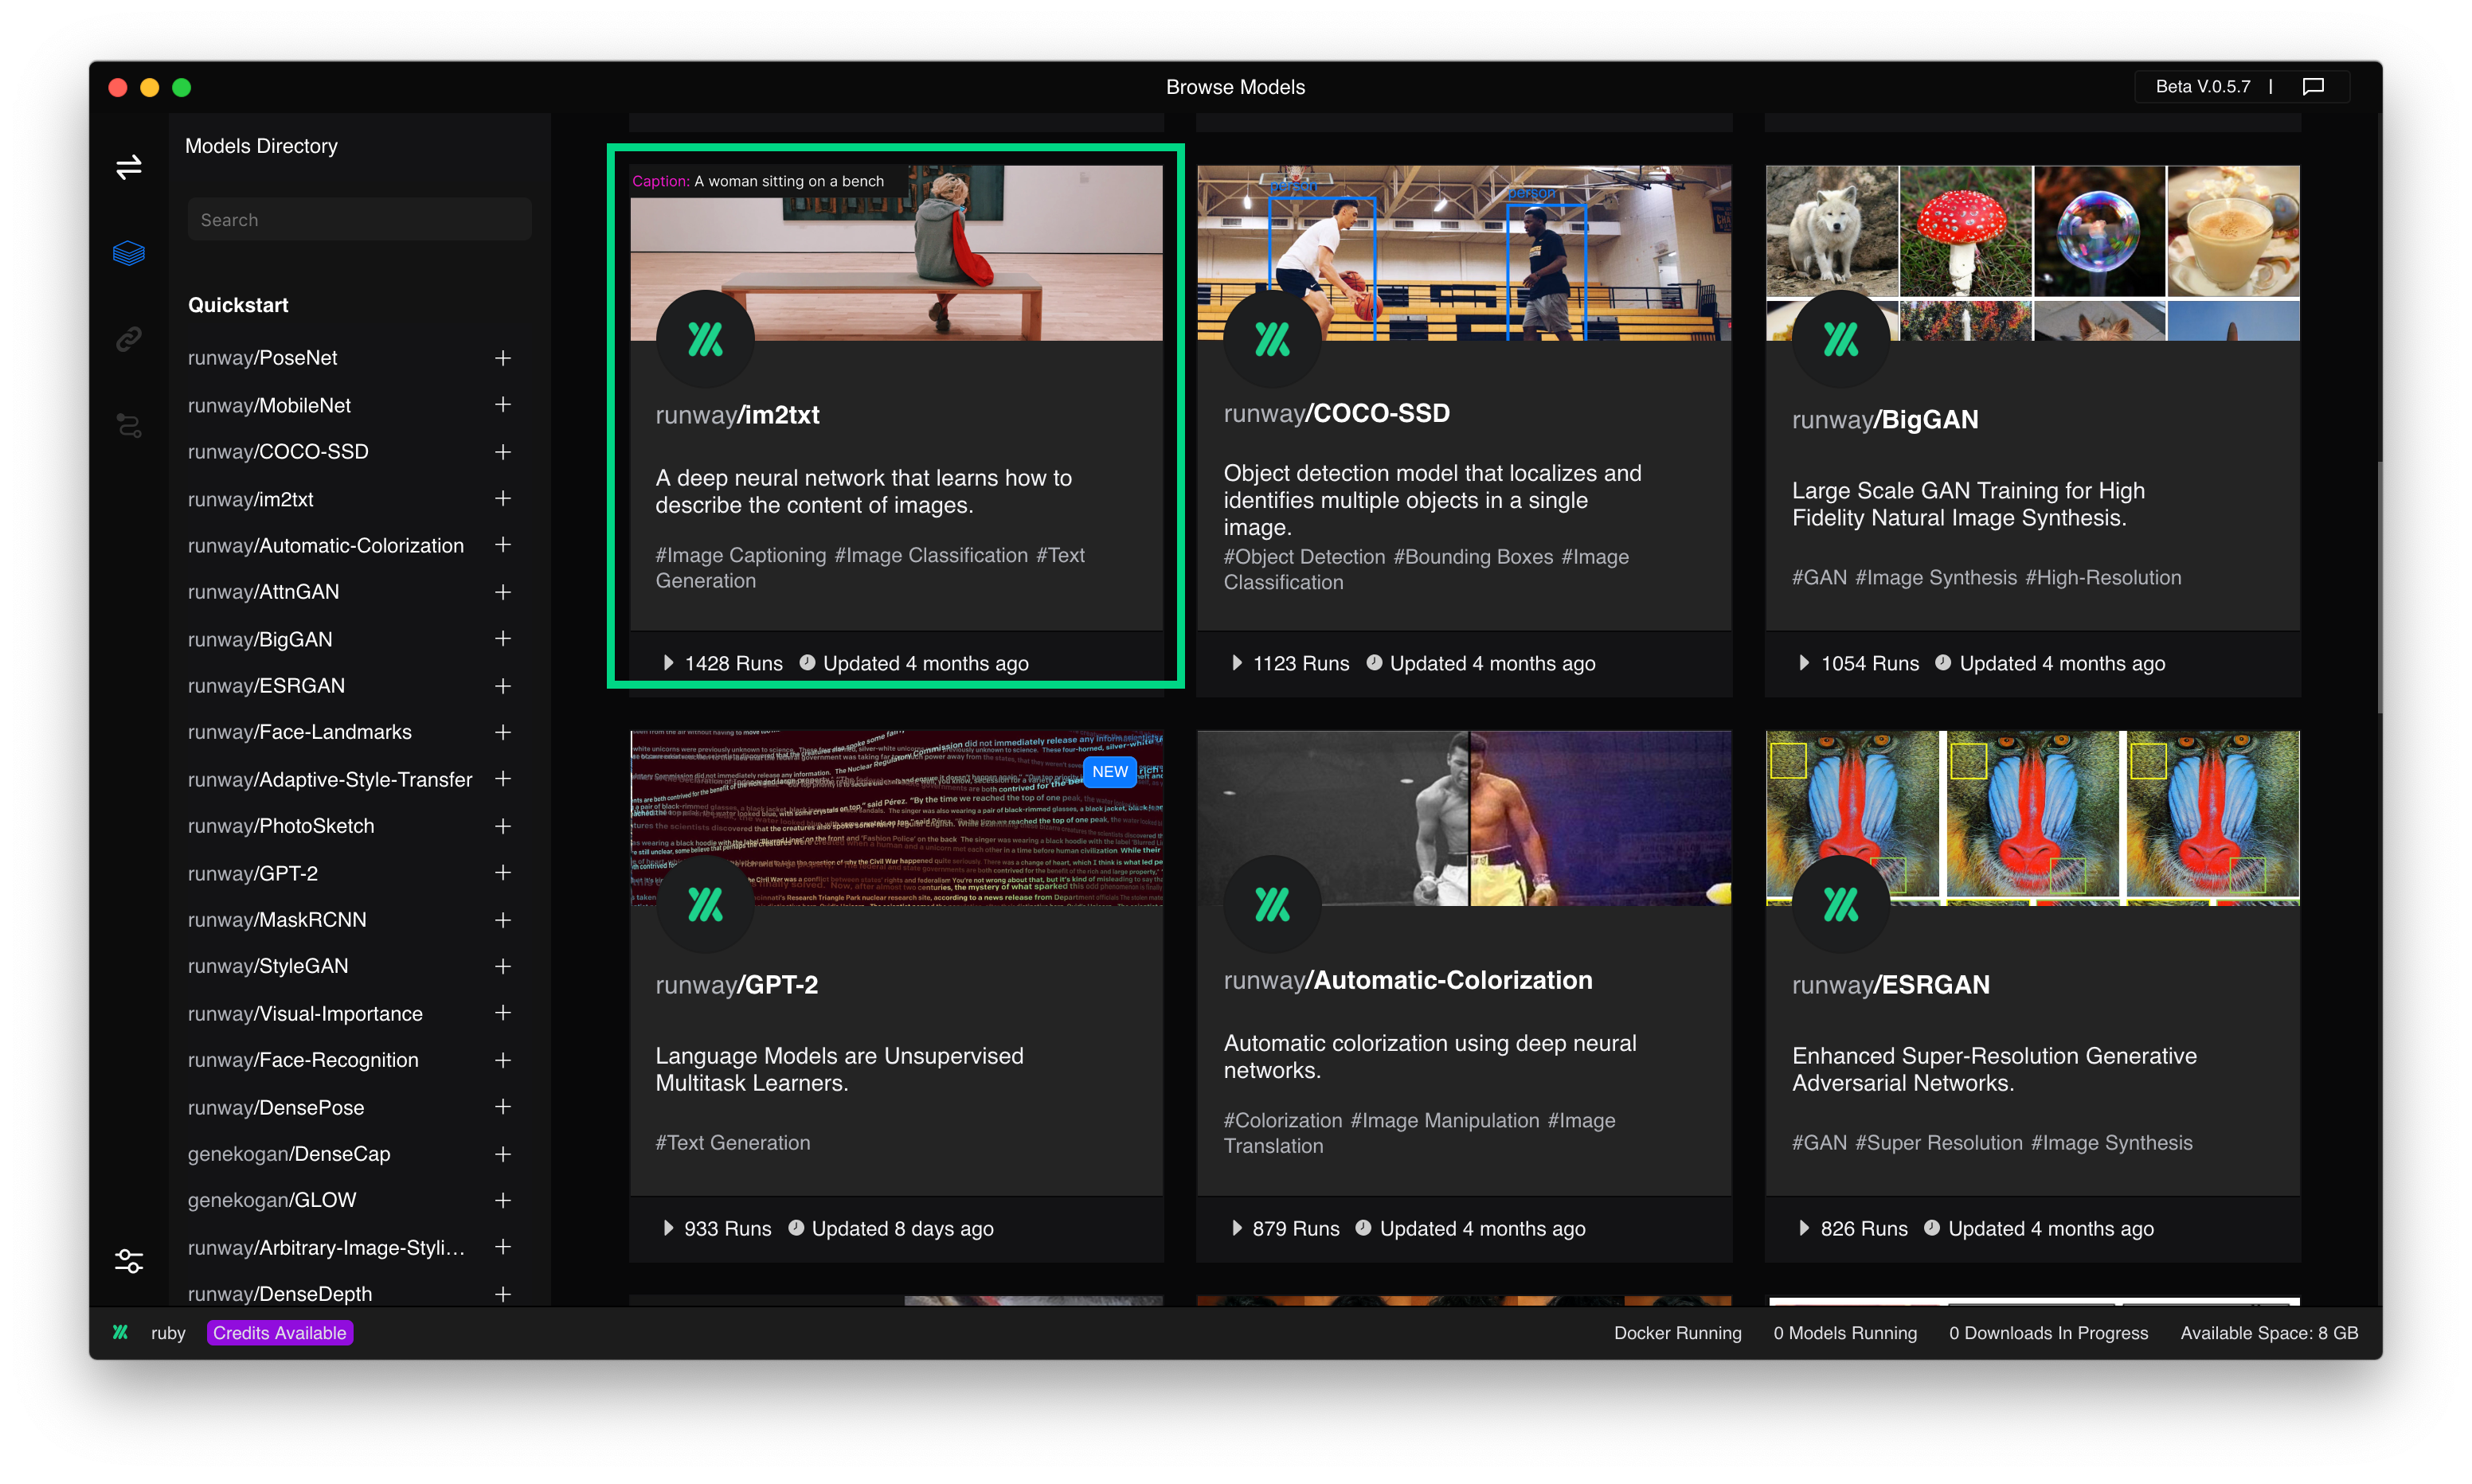 Browse Models
Beta V.0.5.7 |
Models Directory
Search
Quickstart
runway/PoseNet +
runway/MobileNet +
runway/COCO-SSD +
runway/im2txt +
runway/Automatic-Colorization +
runway/AttnGAN +
runway/BigGAN +
runway/ESRGAN +
runway/Face-Landmarks +
runway/Adaptive-Style-Transfer +
runway/PhotoSketch +
runway/GPT-2 +
runway/MaskRCNN +
runway/StyleGAN +
runway/Visual-Importance +
runway/Face-Recognition +
runway/DensePose +
genekogan/DenseCap +
genekogan/GLOW +
runway/Arbitrary-Image-Styli... +
runway/DenseDepth +
Caption: A woman sitting on a bench
runway/im2txt
A deep neural network that learns how to
describe the content of images.
#Image Captioning #Image Classification #Text
Generation
1428 Runs Updated 4 months ago
person
person
runway/COCO-SSD
Object detection model that localizes and
identifies multiple objects in a single
image.
#Object Detection #Bounding Boxes #Image
Classification
1123 Runs Updated 4 months ago
runway/BigGAN
Large Scale GAN Training for High
Fidelity Natural Image Synthesis.
#GAN #Image Synthesis #High-Resolution
1054 Runs Updated 4 months ago
NEW
runway/GPT-2
Language Models are Unsupervised
Multitask Learners.
#Text Generation
933 Runs Updated 8 days ago
runway/Automatic-Colorization
Automatic colorization using deep neural
networks.
#Colorization #Image Manipulation #Image
Translation
879 Runs Updated 4 months ago
runway/ESRGAN
Enhanced Super-Resolution Generative
Adversarial Networks.
#GAN #Super Resolution #Image Synthesis
826 Runs Updated 4 months ago
ruby Credits Available
Docker Running 0 Models Running 0 Downloads In Progress Available Space: 8 GB